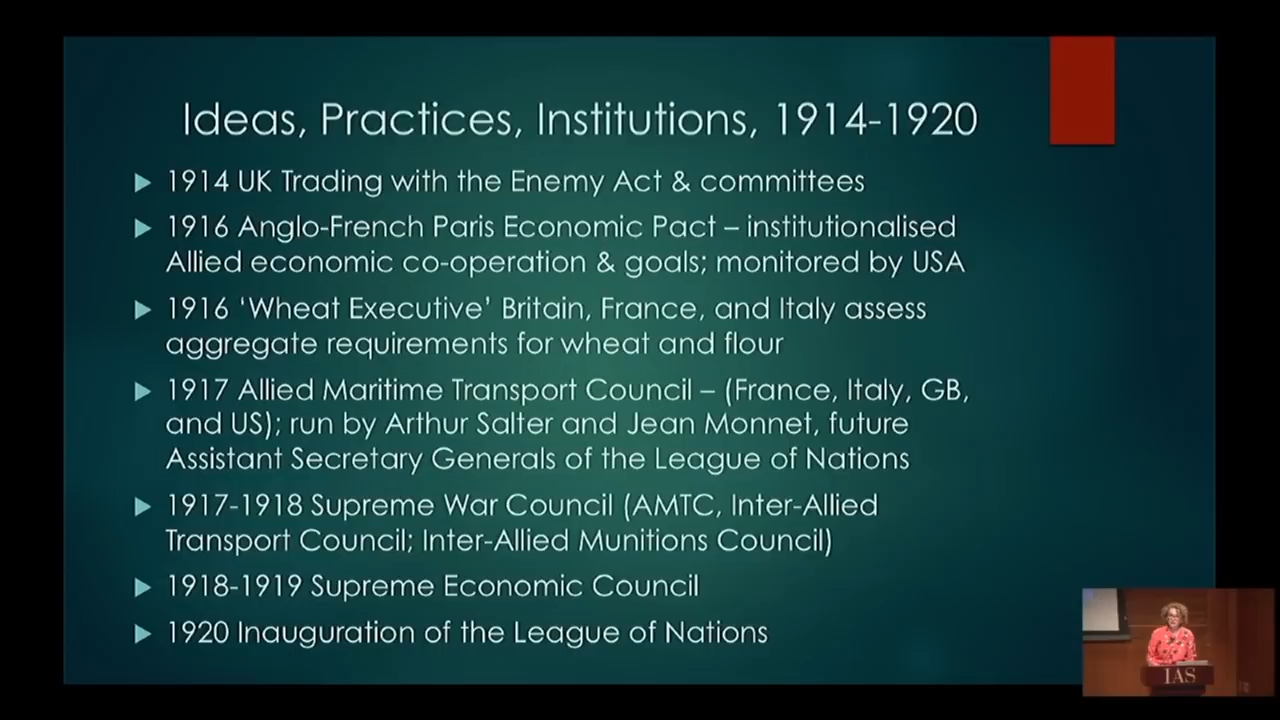 Ideas, Practices, Institutions, 1914-1920
1914 UK Trading with the Enemy Act & committees
1916 Anglo-French Paris Economic Pact – institutionalised
Allied economic co-operation & goals; monitored by USA
1916 ‘Wheat Executive’ Britain, France, and Italy assess
aggregate requirements for wheat and flour
1917 Allied Maritime Transport Council – (France, Italy, GB,
and US); run by Arthur Salter and Jean Monnet, future
Assistant Secretary Generals of the League of Nations
1917-1918 Supreme War Council (AMTC, Inter-Allied
Transport Council; Inter-Allied Munitions Council)
1918-1919 Supreme Economic Council
1920 Inauguration of the League of Nations
IAS